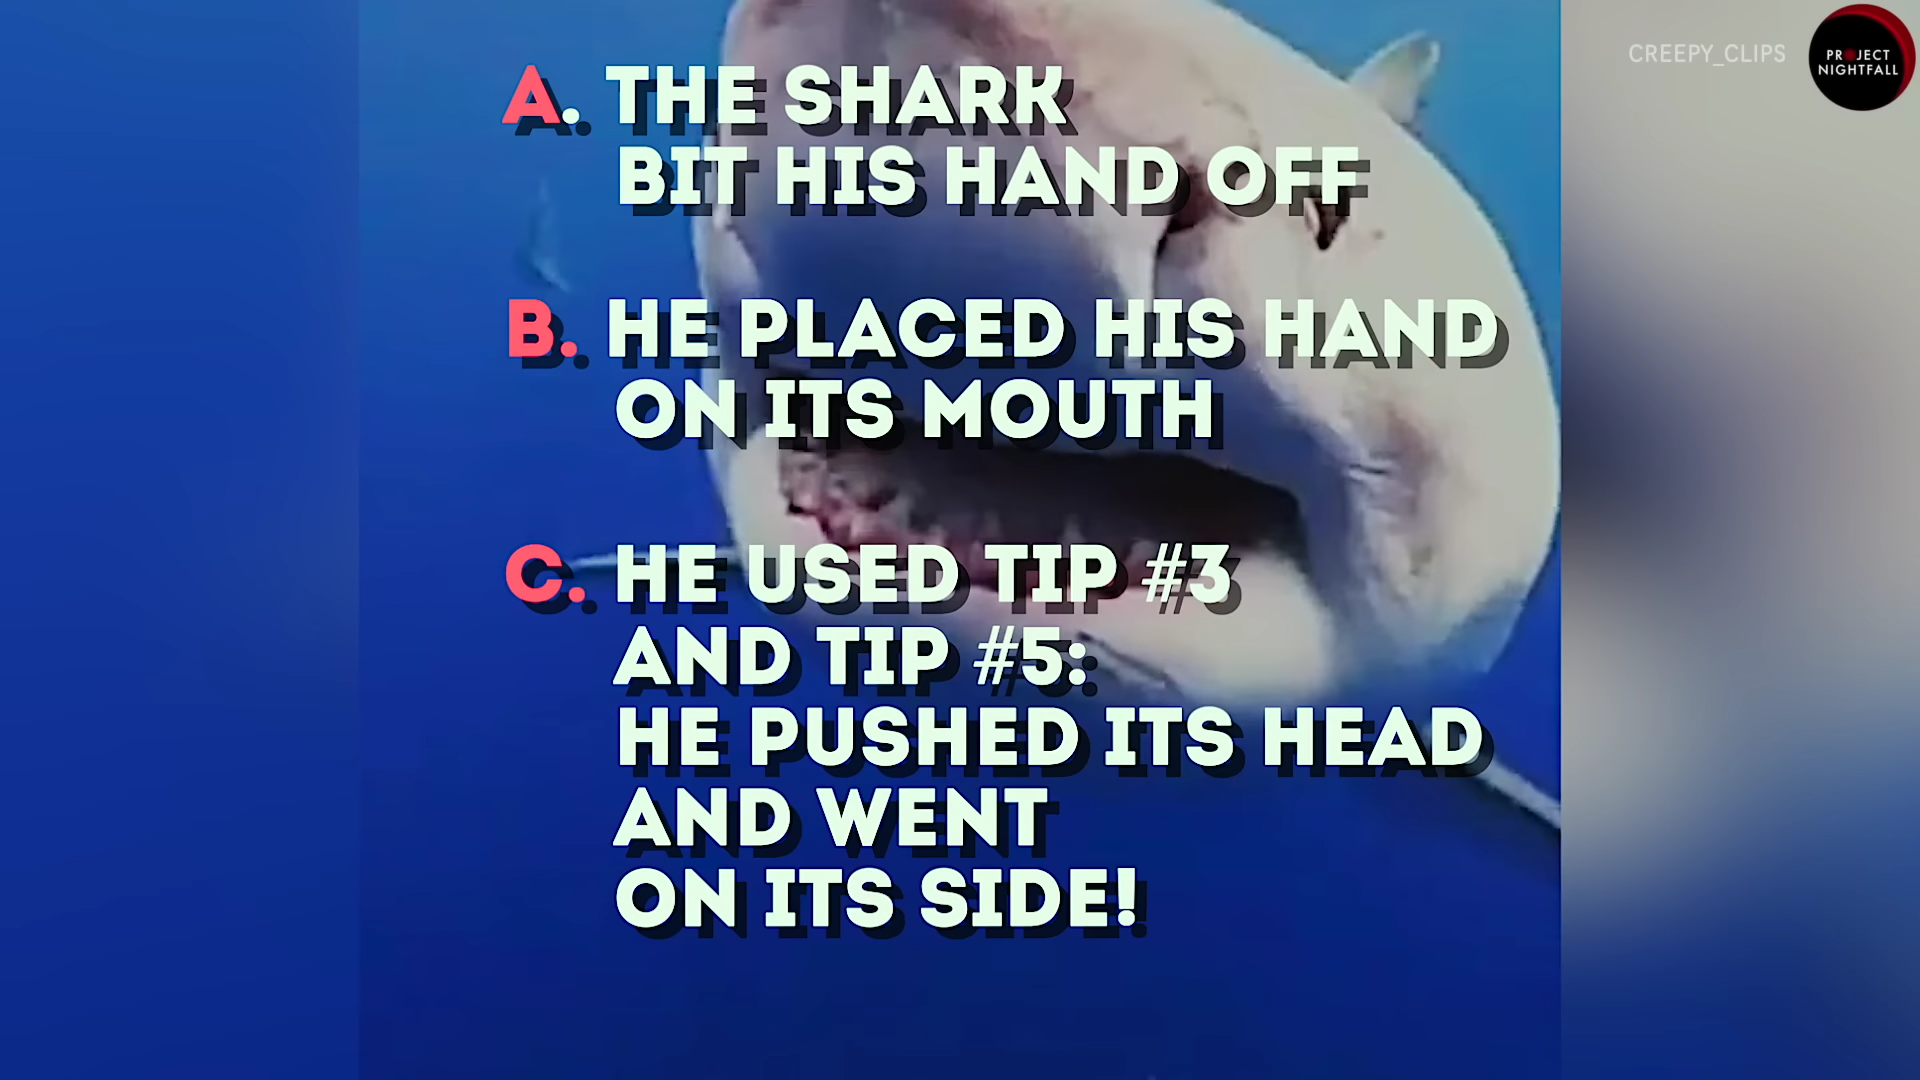 CREEPY_CLIPS
PROJECT
NIGHTFALL
A. THE SHARK
BIT HIS HAND OFF
B. HE PLACED HIS HAND
ON ITS MOUTH
C. HE USED TIP #3
AND TIP #5:
HE PUSHED ITS HEAD
AND WENT
ON ITS SIDE!